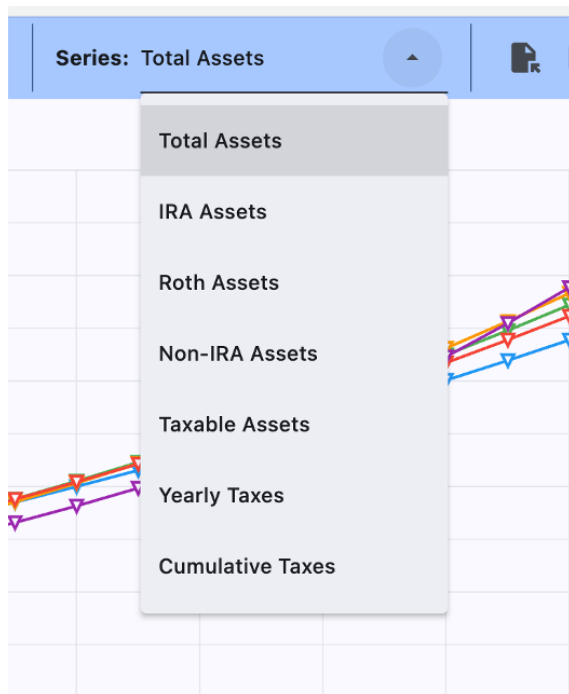 Series: Total Assets
Total Assets
IRA Assets
Roth Assets
Non-IRA Assets
Taxable Assets
Yearly Taxes
Cumulative Taxes